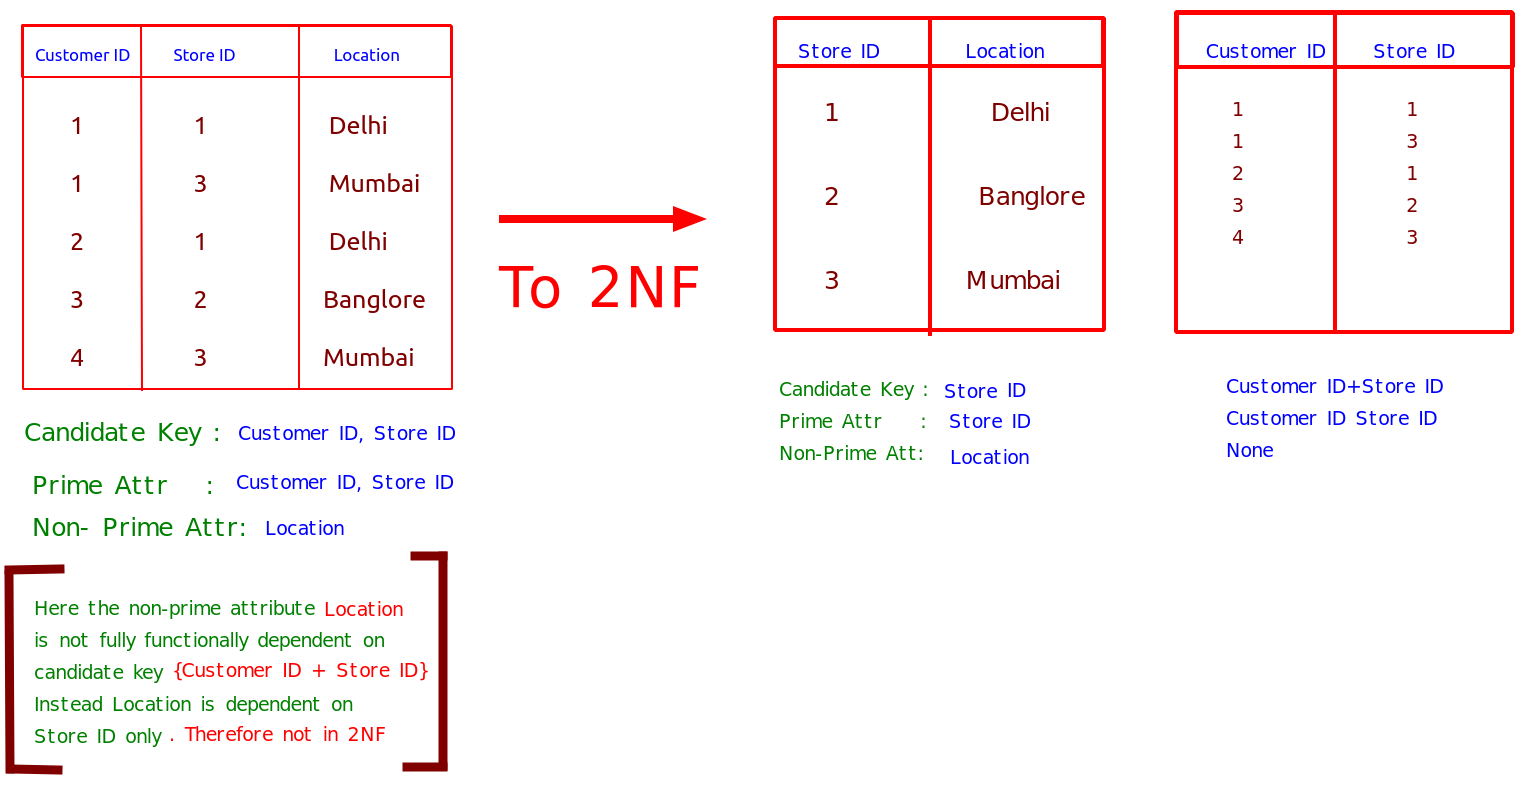 Customer ID Store ID Location
1 1 Delhi
1 3 Mumbai
2 1 Delhi
3 2 Banglore
4 3 Mumbai
Candidate Key : Customer ID, Store ID
Prime Attr : Customer ID, Store ID
Non- Prime Attr: Location
Here the non-prime attribute Location
is not fully functionally dependent on
candidate key {Customer ID + Store ID}
Instead Location is dependent on
Store ID only . Therefore not in 2NF
To 2NF
Store ID Location
1 Delhi
2 Banglore
3 Mumbai
Candidate Key : Store ID
Prime Attr : Store ID
Non-Prime Att: Location
Customer ID Store ID
1 1
1 3
2 1
3 2
4 3
Customer ID+Store ID
Customer ID Store ID
None